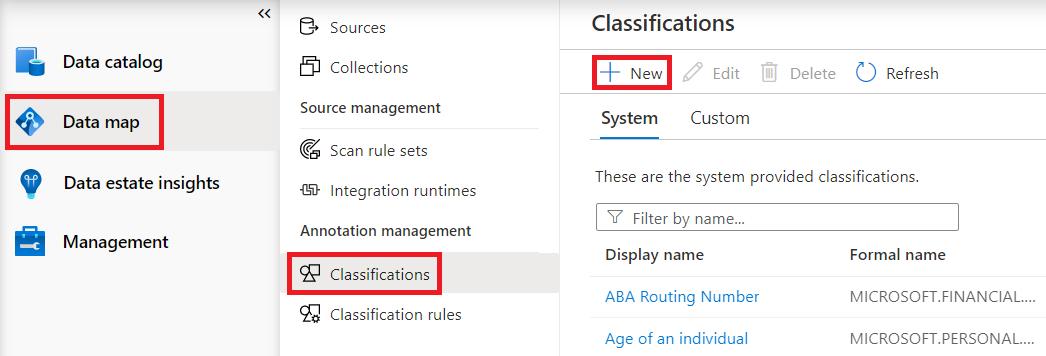 Data catalog
Data map
Data estate insights
Management
Sources
Collections
Source management
Scan rule sets
Integration runtimes
Annotation management
Classifications
Classification rules
Classifications
New Edit Delete Refresh
System Custom
These are the system provided classifications.
Filter by name...
Display name Formal name
ABA Routing Number MICROSOFT.FINANCIAL....
Age of an individual MICROSOFT.PERSONAL....